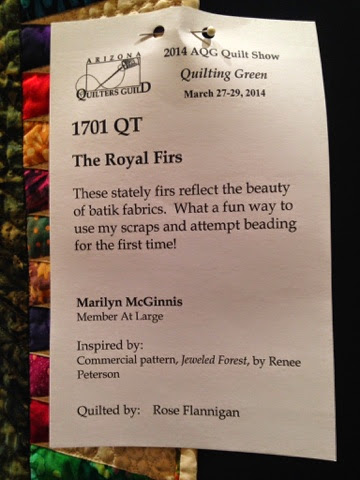 ARIZONA
QUILTERS GUILD
2014 AQG Quilt Show
Quilting Green
March 27-29, 2014
1701 QT
The Royal Firs
These stately firs reflect the beauty
of batik fabrics. What a fun way to
use my scraps and attempt beading
for the first time!
Marilyn McGinnis
Member At Large
Inspired by:
Commercial pattern, Jeweled Forest, by Renee
Peterson
Quilted by: Rose Flannigan